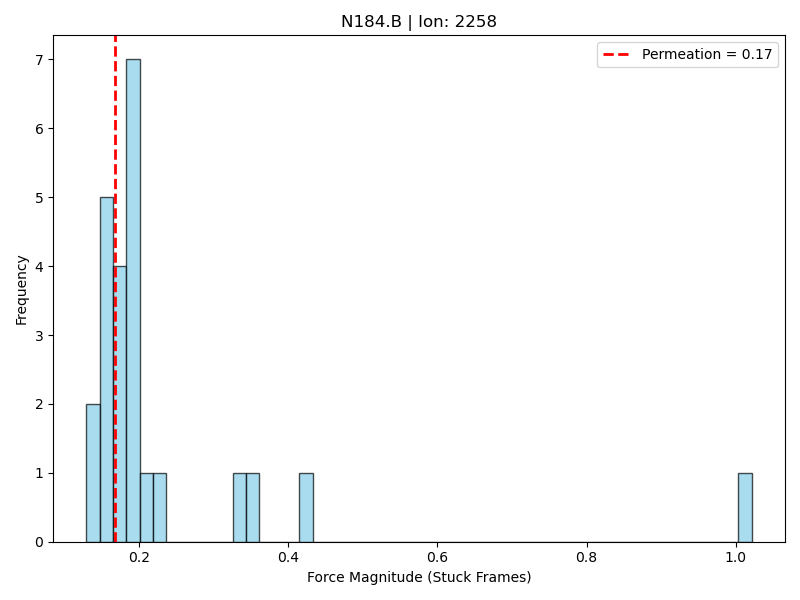 N184.B | Ion: 2258
Permeation = 0.17
7
6
5
4
3
2
1
0
Frequency
0.2 0.4 0.6 0.8 1.0
Force Magnitude (Stuck Frames)